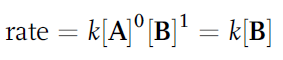 rate = k[A]⁰[B]¹ = k[B]